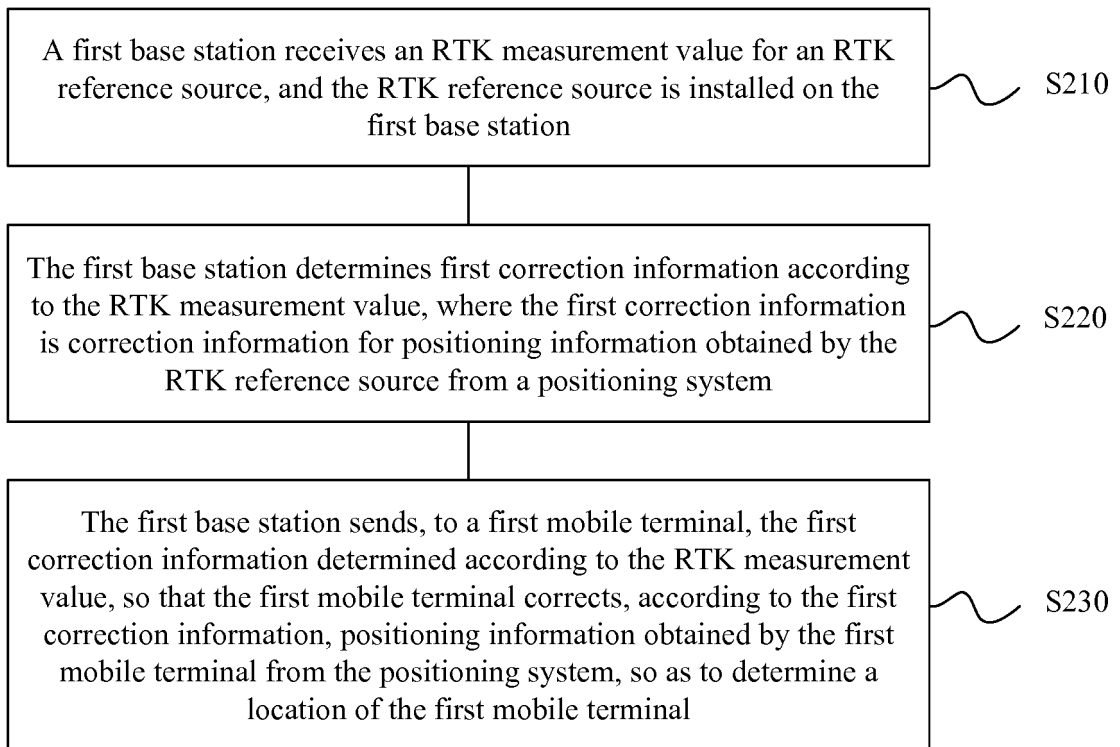 A first base station receives an RTK measurement value for an RTK
reference source, and the RTK reference source is installed on the
first base station
S210
The first base station determines first correction information according
to the RTK measurement value, where the first correction information
is correction information for positioning information obtained by the
RTK reference source from a positioning system
S220
The first base station sends, to a first mobile terminal, the first
correction information determined according to the RTK measurement
value, so that the first mobile terminal corrects, according to the first
correction information, positioning information obtained by the first
mobile terminal from the positioning system, so as to determine a
location of the first mobile terminal
S230